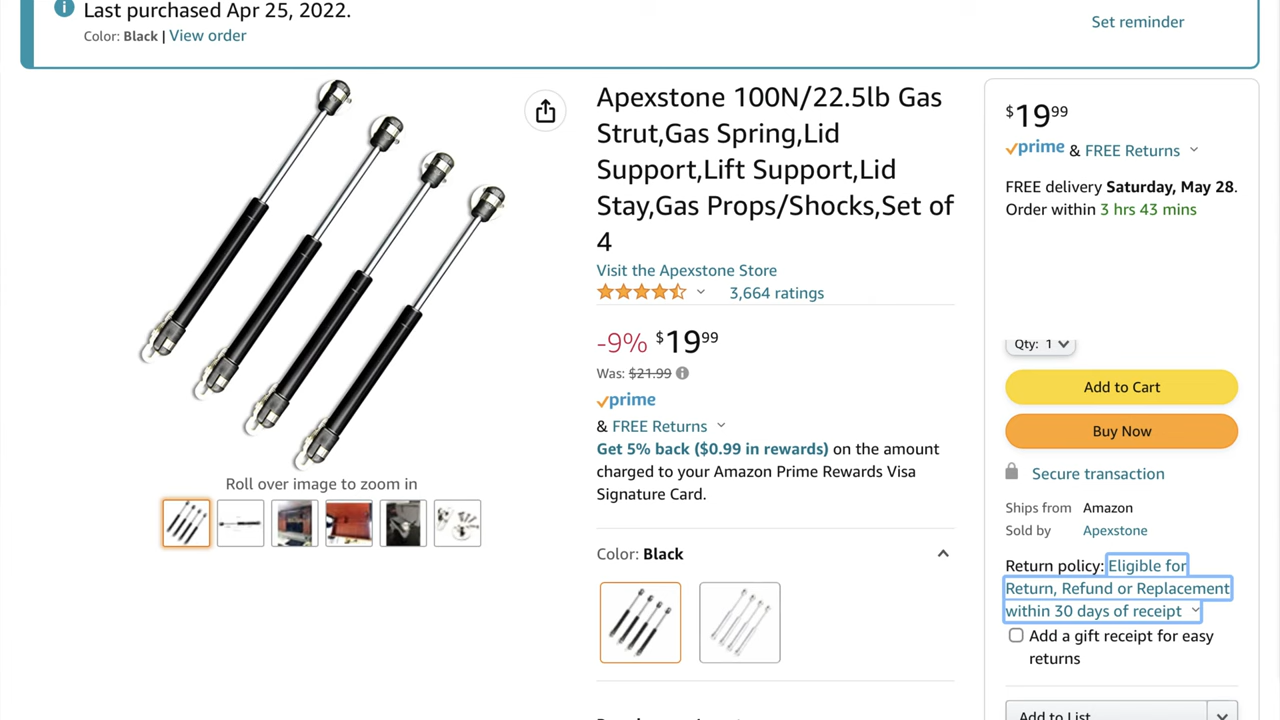 Last purchased Apr 25, 2022.
Color: Black | View order
Set reminder
Apexstone 100N/22.5lb Gas
Strut,Gas Spring,Lid
Support,Lift Support,Lid
Stay,Gas Props/Shocks,Set of
4
Visit the Apexstone Store
3,664 ratings
-9% $19 99
Was: $21.99
prime
& FREE Returns
Get 5% back ($0.99 in rewards) on the amount
charged to your Amazon Prime Rewards Visa
Signature Card.
Color: Black
Roll over image to zoom in
$19 99
prime & FREE Returns
FREE delivery Saturday, May 28.
Order within 3 hrs 43 mins
Qty: 1
Add to Cart
Buy Now
Secure transaction
Ships from Amazon
Sold by Apexstone
Return policy: Eligible for
Return, Refund or Replacement
within 30 days of receipt
Add a gift receipt for easy
returns
Add to List